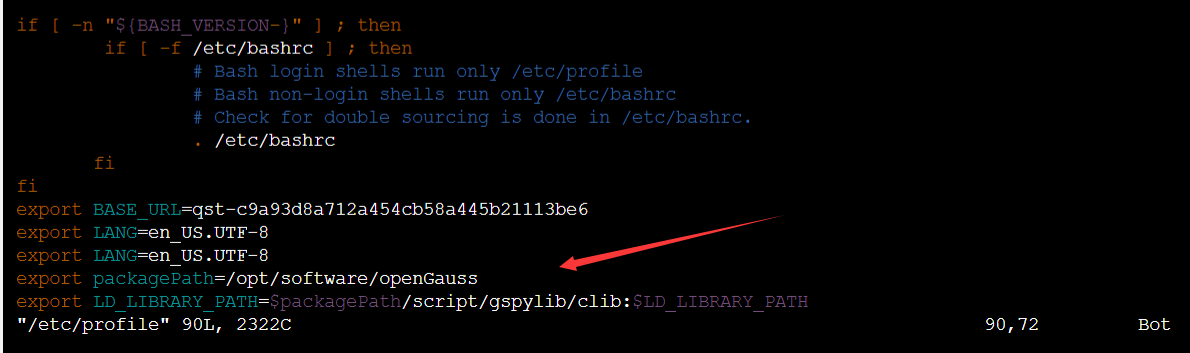 if [ -n "${BASH_VERSION-}" ] ; then
if [ -f /etc/bashrc ] ; then
# Bash login shells run only /etc/profile
# Bash non-login shells run only /etc/bashrc
# Check for double sourcing is done in /etc/bashrc.
. /etc/bashrc
fi
fi
export BASE_URL=qst-c9a93d8a712a454cb58a445b21113be6
export LANG=en_US.UTF-8
export LANG=en_US.UTF-8
export packagePath=/opt/software/openGauss
export LD_LIBRARY_PATH=$packagePath/script/gspylib/clib:$LD_LIBRARY_PATH
"/etc/profile" 90L, 2322C 90,72 Bot